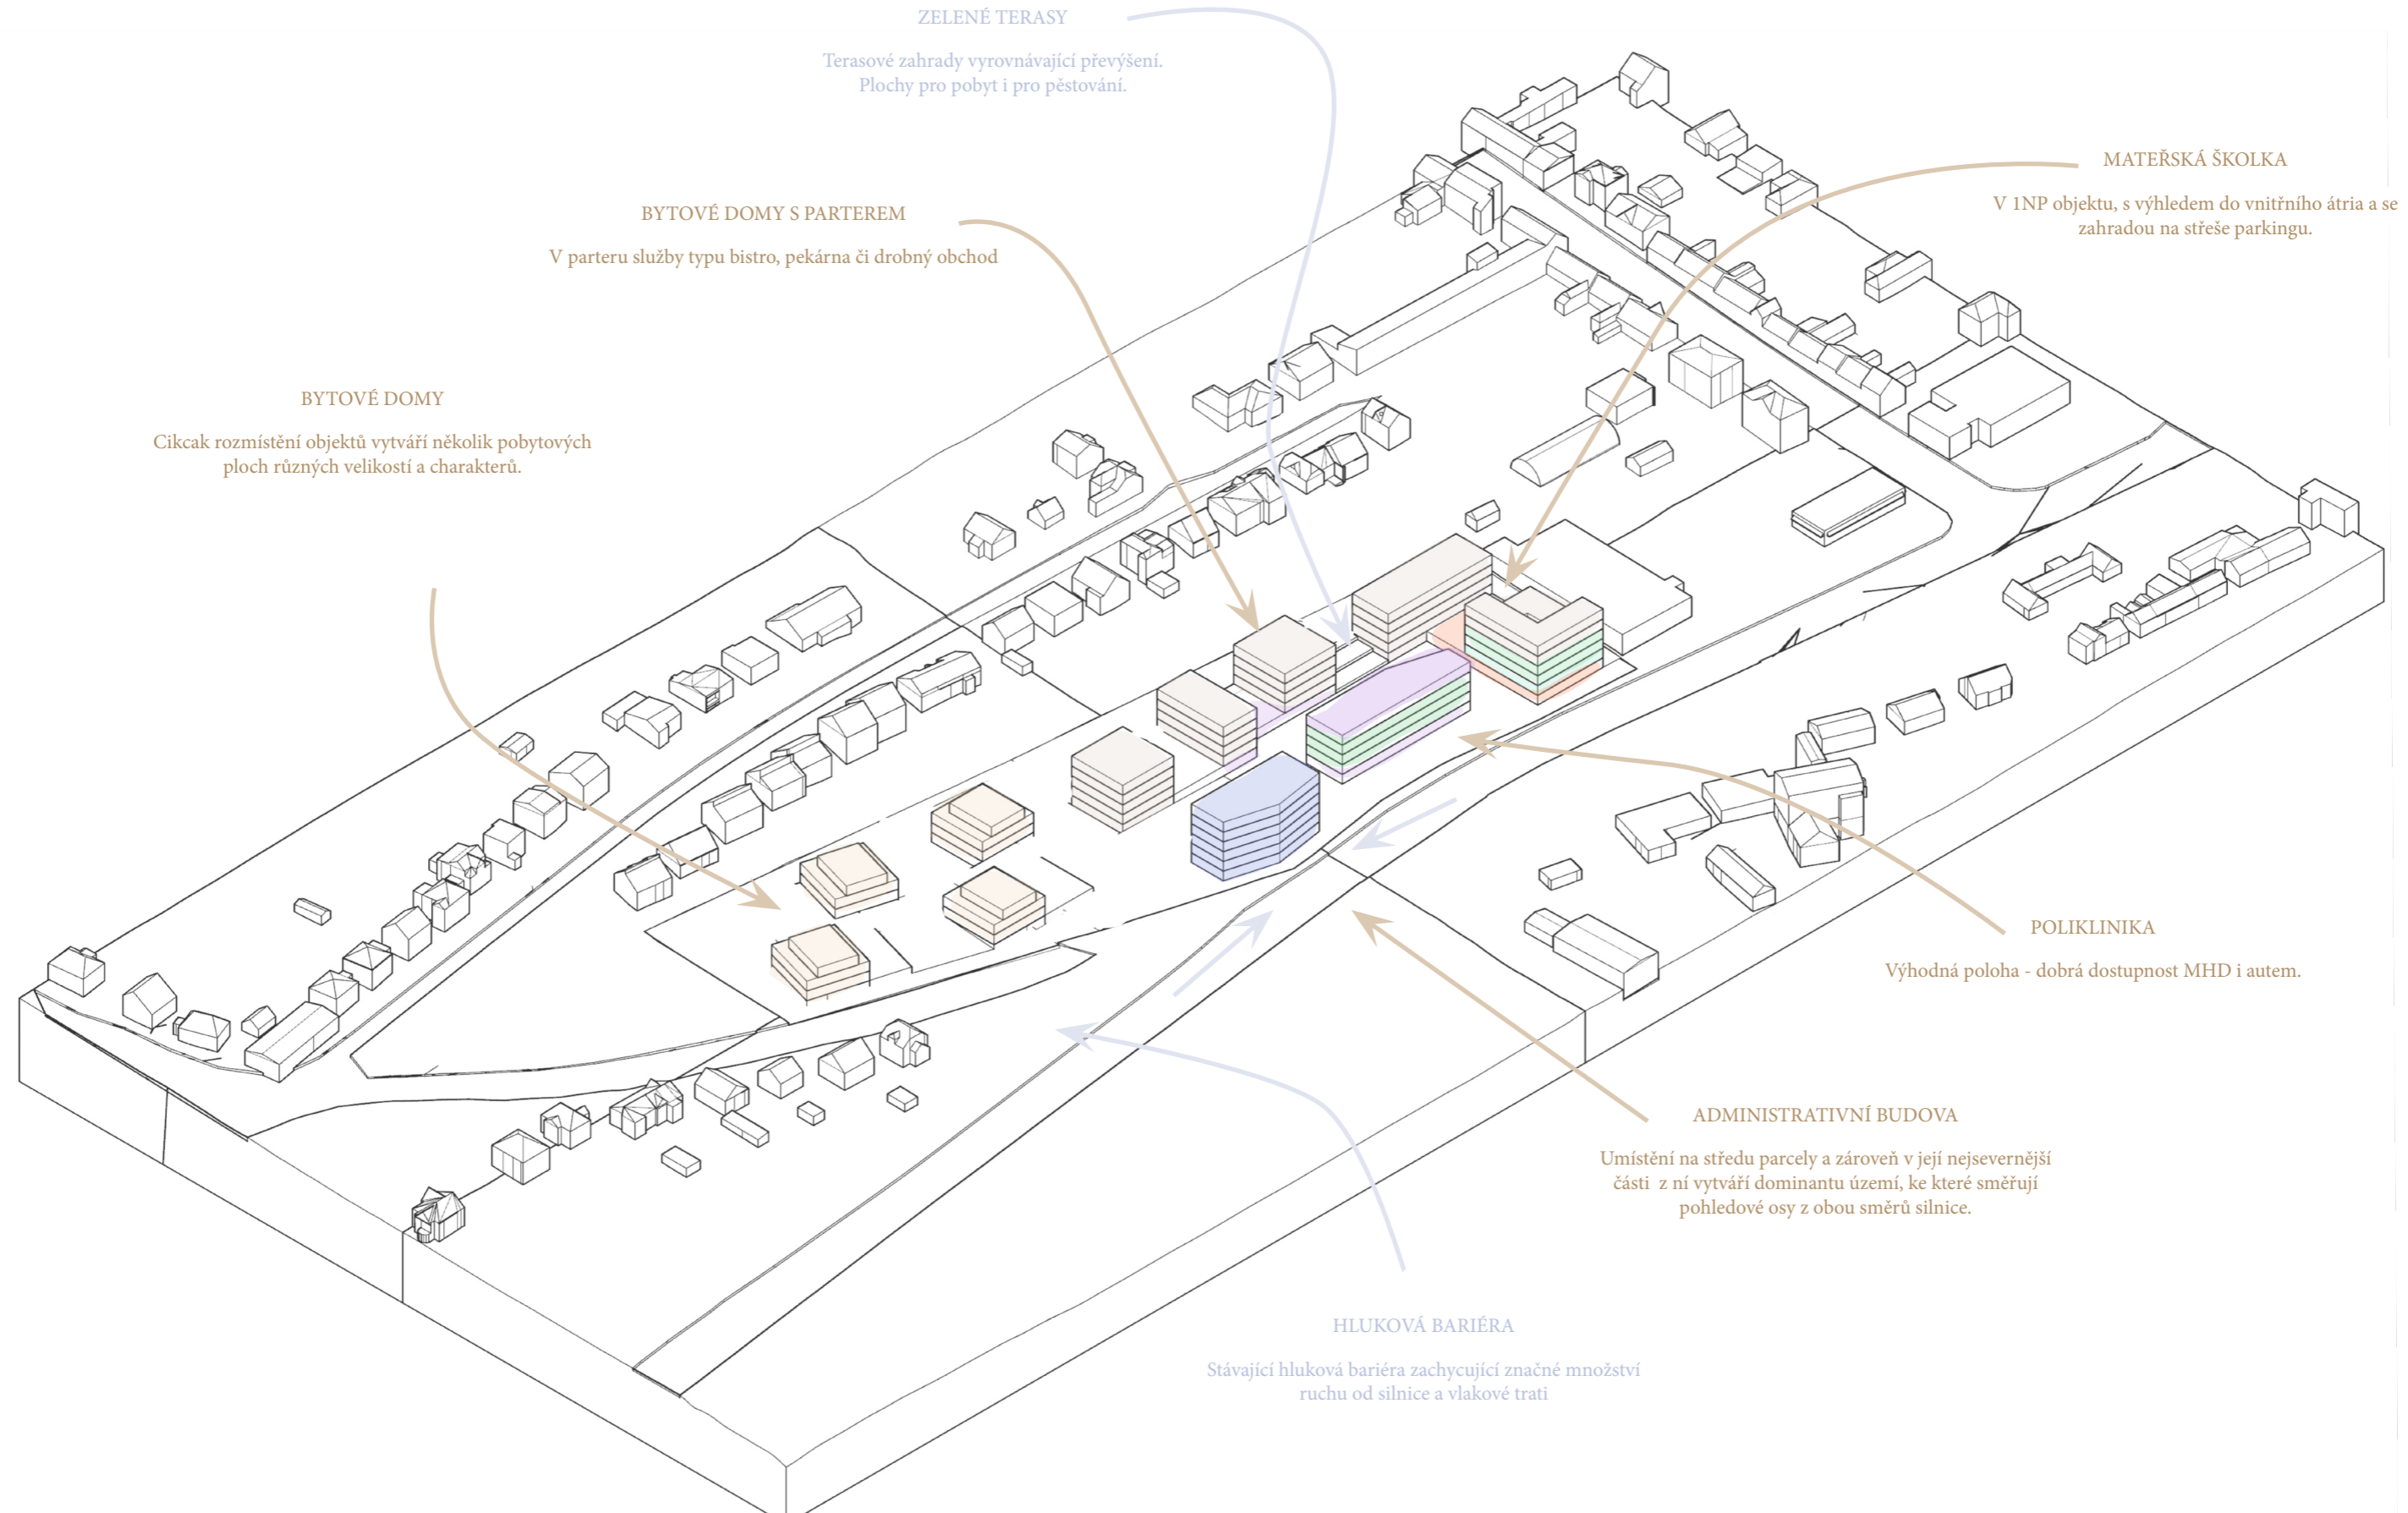 ZELENÉ TERASY
Terasové zahrady vyrovnávající převýšení.
Plochy pro pobyt i pro pěstování.
MATEŘSKÁ ŠKOLKA
V 1NP objektu, s výhledem do vnitřního átria a se
zahradou na střeše parkingu.
BYTOVÉ DOMY S PARTEREM
V parteru služby typu bistro, pekárna či drobný obchod
BYTOVÉ DOMY
Cikcak rozmístění objektů vytváří několik pobytových
ploch různých velikostí a charakterů.
POLIKLINIKA
Výhodná poloha - dobrá dostupnost MHD i autem.
ADMINISTRATIVNÍ BUDOVA
Umístění na středu parcely a zároveň v její nejsevernější
části z ní vytváří dominantu území, ke které směřují
pohledové osy z obou směrů silnice.
HLUKOVÁ BARIÉRA
Stávající hluková bariéra zachycující značné množství
ruchu od silnice a vlakové trati